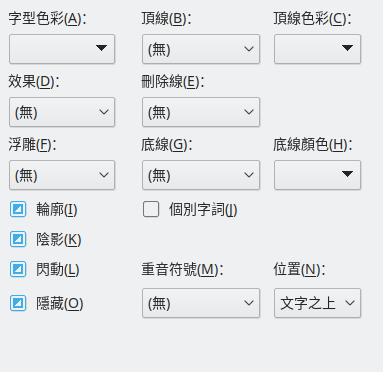 字型色彩(A):　頂線(B):　頂線色彩(C):
(無)
效果(D):　刪除線(E):
(無)　(無)
浮雕(F):　底線(G):　底線顏色(H):
(無)　(無)
輪廓(I)　個別字詞(J)
陰影(K)
閃動(L)　重音符號(M):　位置(N):
隱藏(O)　(無)　文字之上